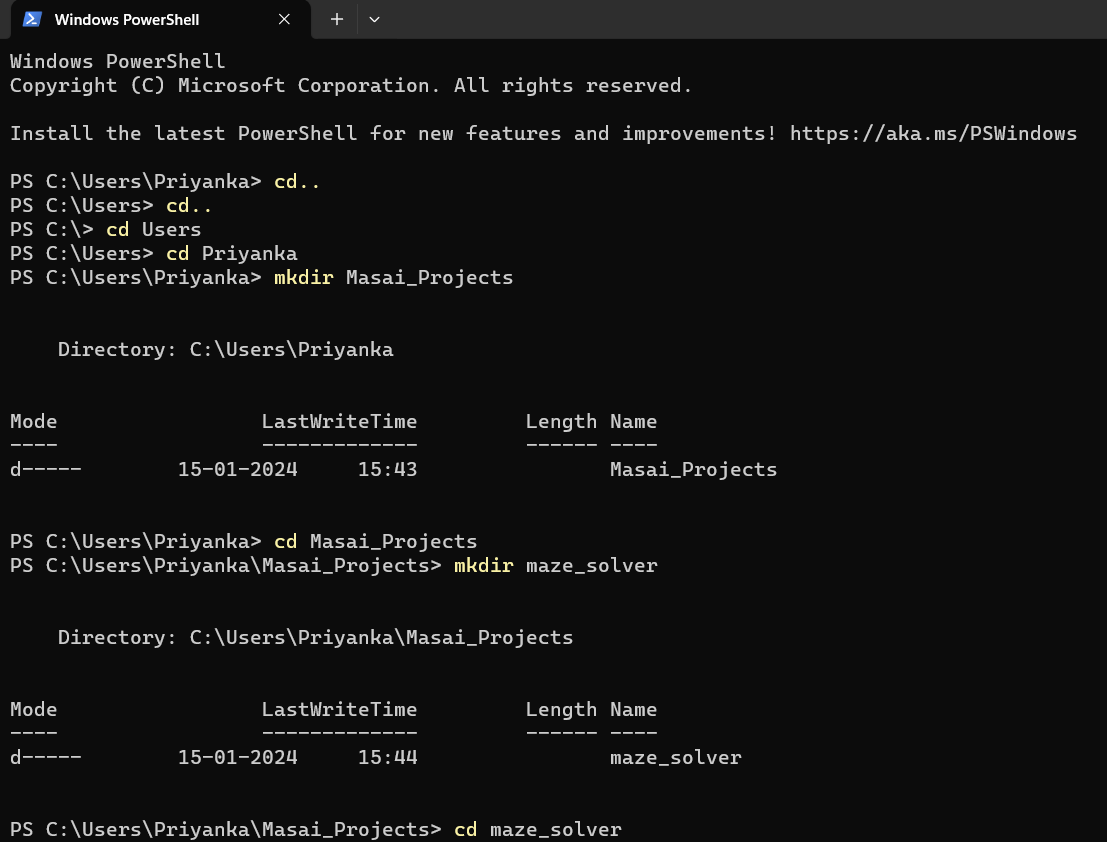 Windows PowerShell
Windows PowerShell
Copyright (C) Microsoft Corporation. All rights reserved.
Install the latest PowerShell for new features and improvements! https://aka.ms/PSWindows
PS C:\Users\Priyanka> cd..
PS C:\Users> cd..
PS C:\> cd Users
PS C:\Users> cd Priyanka
PS C:\Users\Priyanka> mkdir Masai_Projects
    Directory: C:\Users\Priyanka
Mode                 LastWriteTime         Length Name
----                 -------------         ------ ----
d-----        15-01-2024     15:43                Masai_Projects
PS C:\Users\Priyanka> cd Masai_Projects
PS C:\Users\Priyanka\Masai_Projects> mkdir maze_solver
    Directory: C:\Users\Priyanka\Masai_Projects
Mode                 LastWriteTime         Length Name
----                 -------------         ------ ----
d-----        15-01-2024     15:44                maze_solver
PS C:\Users\Priyanka\Masai_Projects> cd maze_solver